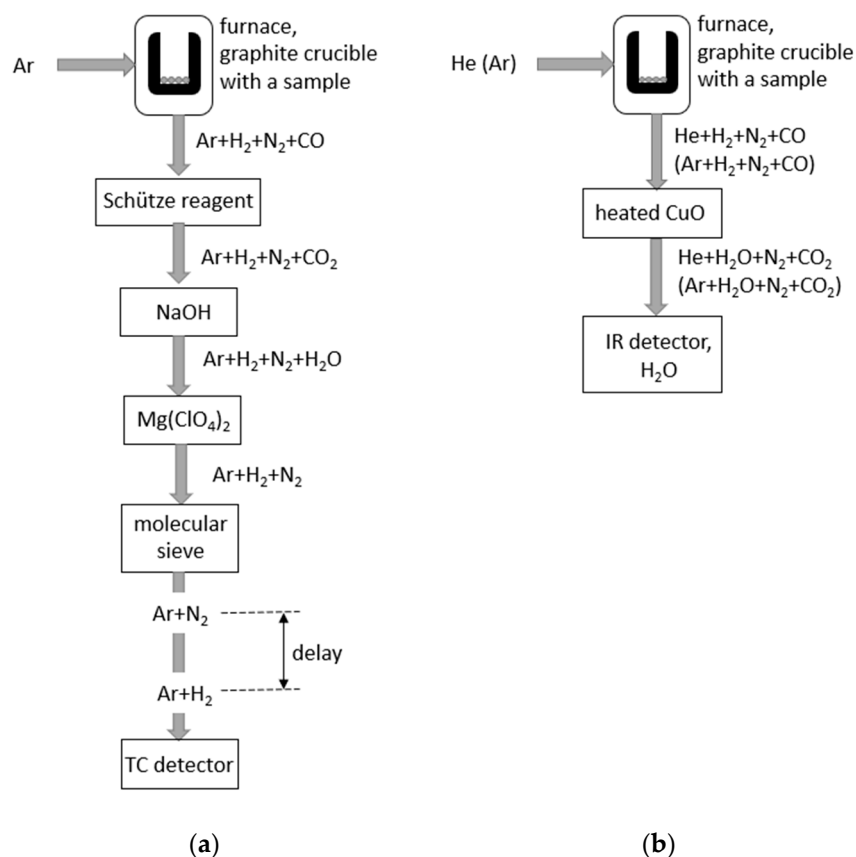 Ar
furnace,
graphite crucible
with a sample
Ar+H₂+N₂+CO
Schütze reagent
Ar+H₂+N₂+CO₂
NaOH
Ar+H₂+N₂+H₂O
Mg(ClO₄)₂
Ar+H₂+N₂
molecular
sieve
Ar+N₂
delay
Ar+H₂
TC detector
(a)
He (Ar)
furnace,
graphite crucible
with a sample
He+H₂+N₂+CO
(Ar+H₂+N₂+CO)
heated CuO
He+H₂O+N₂+CO₂
(Ar+H₂O+N₂+CO₂)
IR detector,
H₂O
(b)